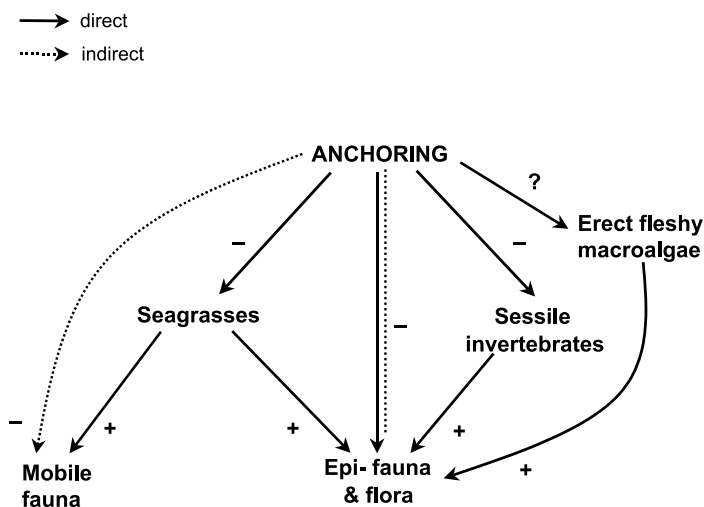 direct
indirect
ANCHORING
?
Erect fleshy
macroalgae
–
–
Seagrasses
Sessile
invertebrates
–
–
+
+
+
+
Mobile
fauna
Epi- fauna
& flora